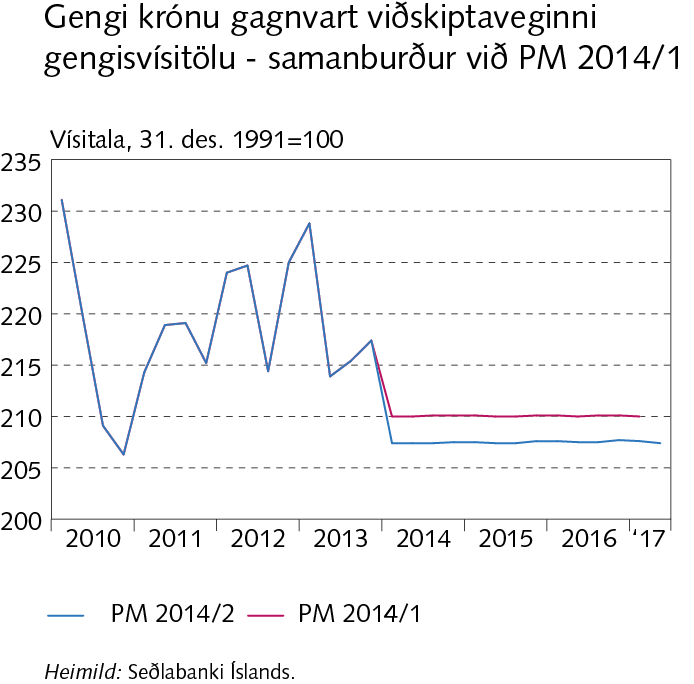 Gengi krónu gagnvart viðskiptaveginni
gengisvísitölu - samanburður við PM 2014/1
Vísitala, 31. des. 1991=100
235
230
225
220
215
210
205
200
2010 2011 2012 2013 2014 2015 2016 ‘17
PM 2014/2 PM 2014/1
Heimild: Seðlabanki Íslands.